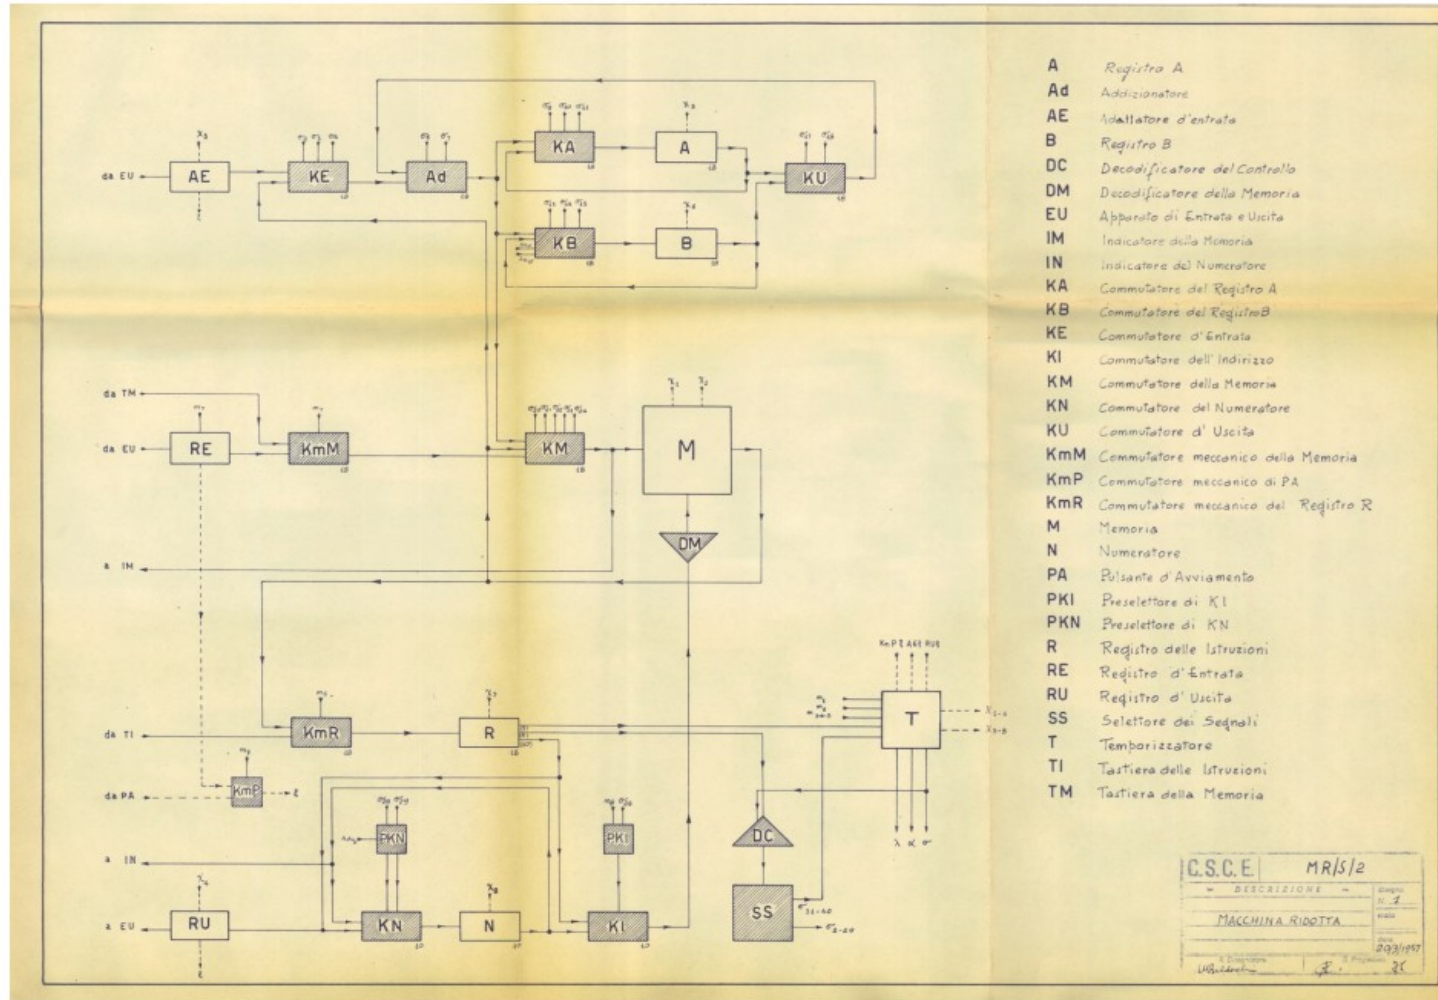 A Registro A
Ad Addizionatore
AE Adattatore d'entrata
B Registro B
DC Decodificatore del Controllo
DM Decodificatore della Memoria
EU Apparato di Entrata e Uscita
IM Indicatore della Memoria
IN Indicatore del Numeratore
KA Commutatore del Registro A
KB Commutatore del Registro B
KE Commutatore d'Entrata
KI Commutatore dell'Indirizzo
KM Commutatore della Memoria
KN Commutatore del Numeratore
KU Commutatore d'Uscita
KmM Commutatore meccanico della Memoria
KmP Commutatore meccanico di PA
KmR Commutatore meccanico del Registro R
M Memoria
N Numeratore
PA Pulsante d'Avviamento
PKI Preselettore di KI
PKN Preselettore di KN
R Registro delle Istruzioni
RE Registro d'Entrata
RU Registro d'Uscita
SS Selettore dei Segnali
T Temporizzatore
TI Tastiera delle Istruzioni
TM Tastiera della Memoria
da EU
AE
KE
Ad
KA
A
KU
KB
B
da TM
da EU
RE
KmM
KM
M
DM
a IM
da TI
KmR
R
T
da PA
KmP
a IN
PKN
PKI
DC
a EU
RU
KN
N
KI
SS
C.S.C.E. MR/S/2
DESCRIZIONE
disegno
N. 1
MACCHINA RIDOTTA
data
20/3/1957